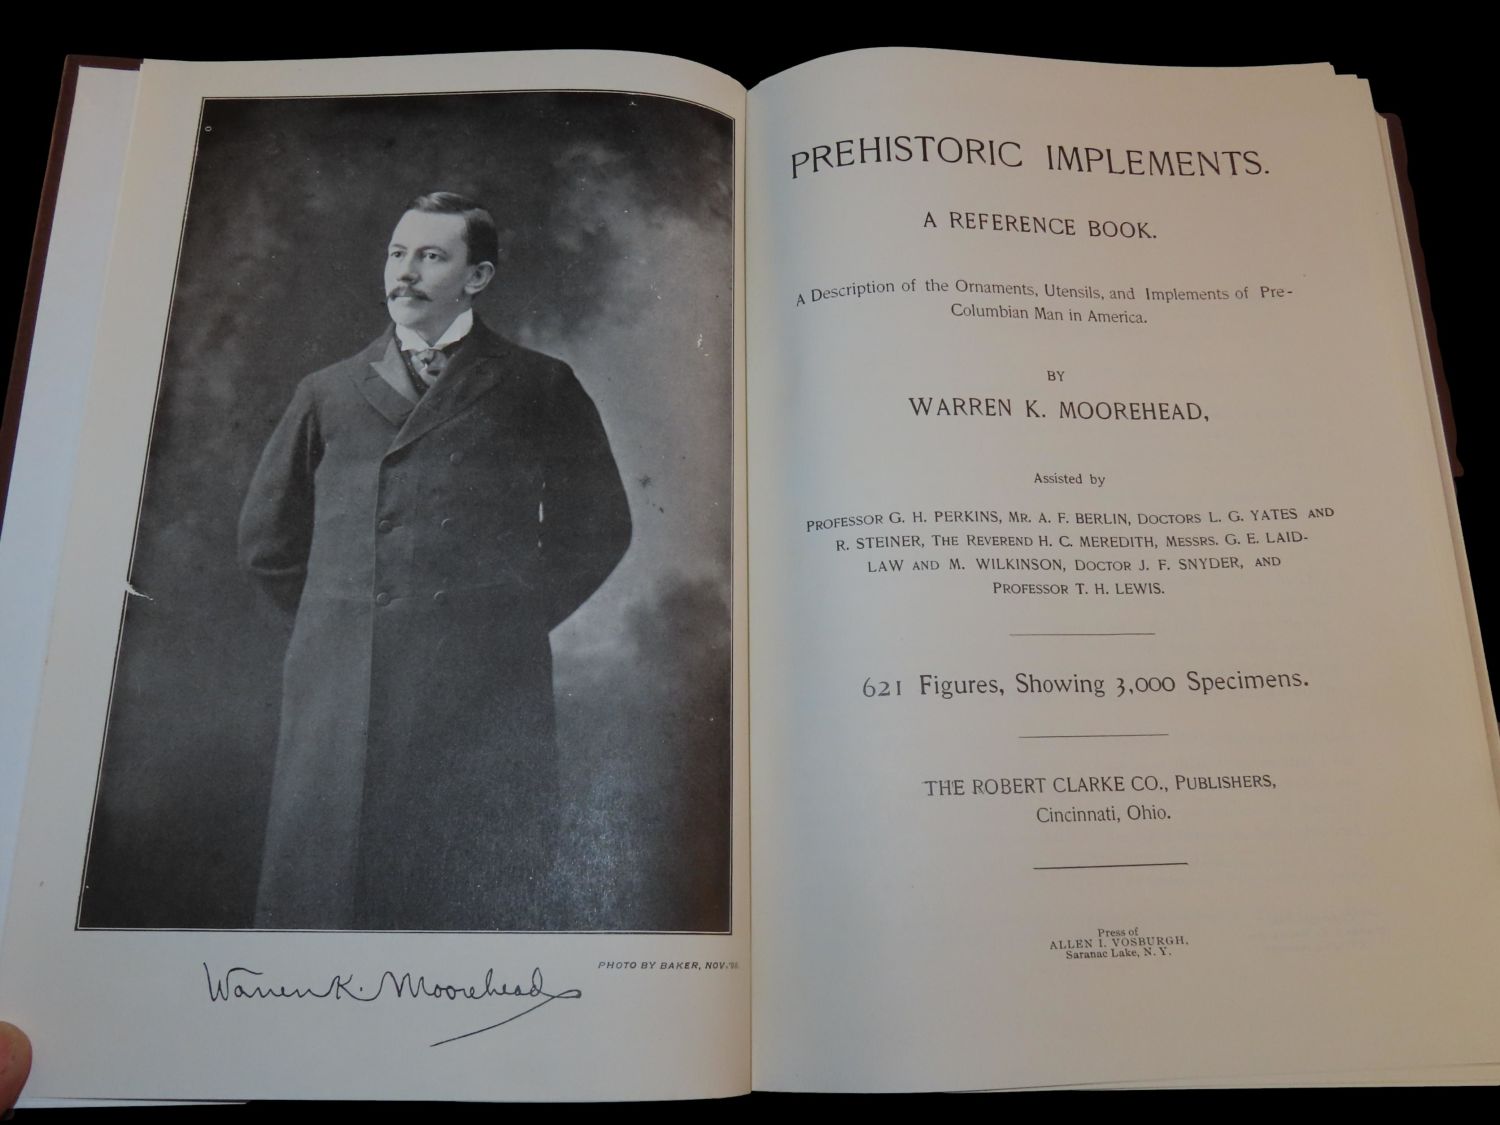 PHOTO BY BAKER, NOV.
Warren K. Moorehead
PREHISTORIC IMPLEMENTS.
A REFERENCE BOOK.
A Description of the Ornaments, Utensils, and Implements of Pre-
Columbian Man in America.
BY
WARREN K. MOOREHEAD,
Assisted by
PROFESSOR G. H. PERKINS, MR. A. F. BERLIN, DOCTORS L. G. YATES AND
R. STEINER, THE REVEREND H. C. MEREDITH, MESSRS. G. E. LAID-
LAW AND M. WILKINSON, DOCTOR J. F. SNYDER, AND
PROFESSOR T. H. LEWIS.
621 Figures, Showing 3,000 Specimens.
THE ROBERT CLARKE CO., PUBLISHERS,
Cincinnati, Ohio.
Press of
ALLEN I. VOSBURGH,
Saranac Lake, N. Y.